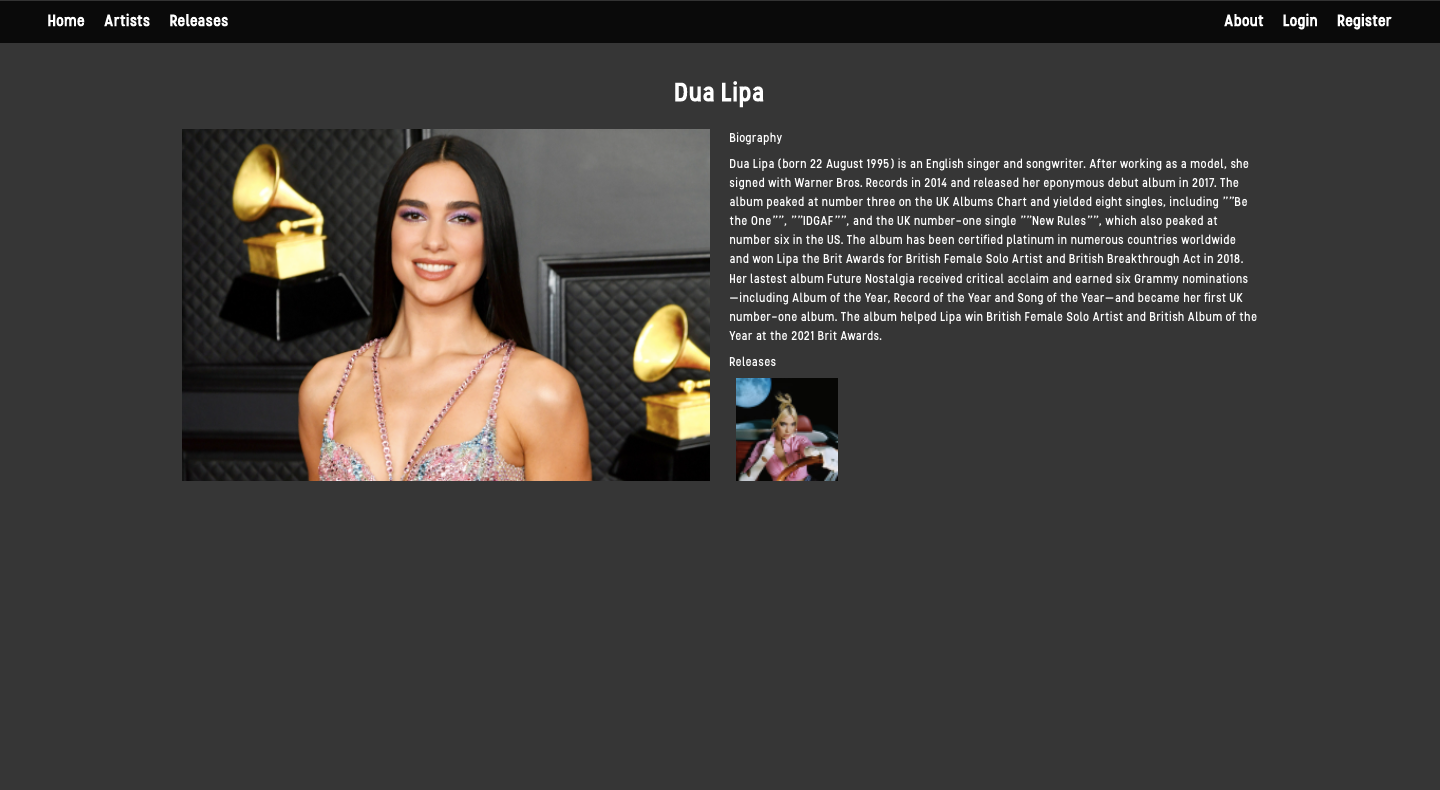 Home Artists Releases About Login Register
Dua Lipa
Biography
Dua Lipa (born 22 August 1995) is an English singer and songwriter. After working as a model, she
signed with Warner Bros. Records in 2014 and released her eponymous debut album in 2017. The
album peaked at number three on the UK Albums Chart and yielded eight singles, including ""Be
the One"", ""IDGAF"", and the UK number-one single ""New Rules"", which also peaked at
number six in the US. The album has been certified platinum in numerous countries worldwide
and won Lipa the Brit Awards for British Female Solo Artist and British Breakthrough Act in 2018.
Her lastest album Future Nostalgia received critical acclaim and earned six Grammy nominations
—including Album of the Year, Record of the Year and Song of the Year—and became her first UK
number-one album. The album helped Lipa win British Female Solo Artist and British Album of the
Year at the 2021 Brit Awards.
Releases